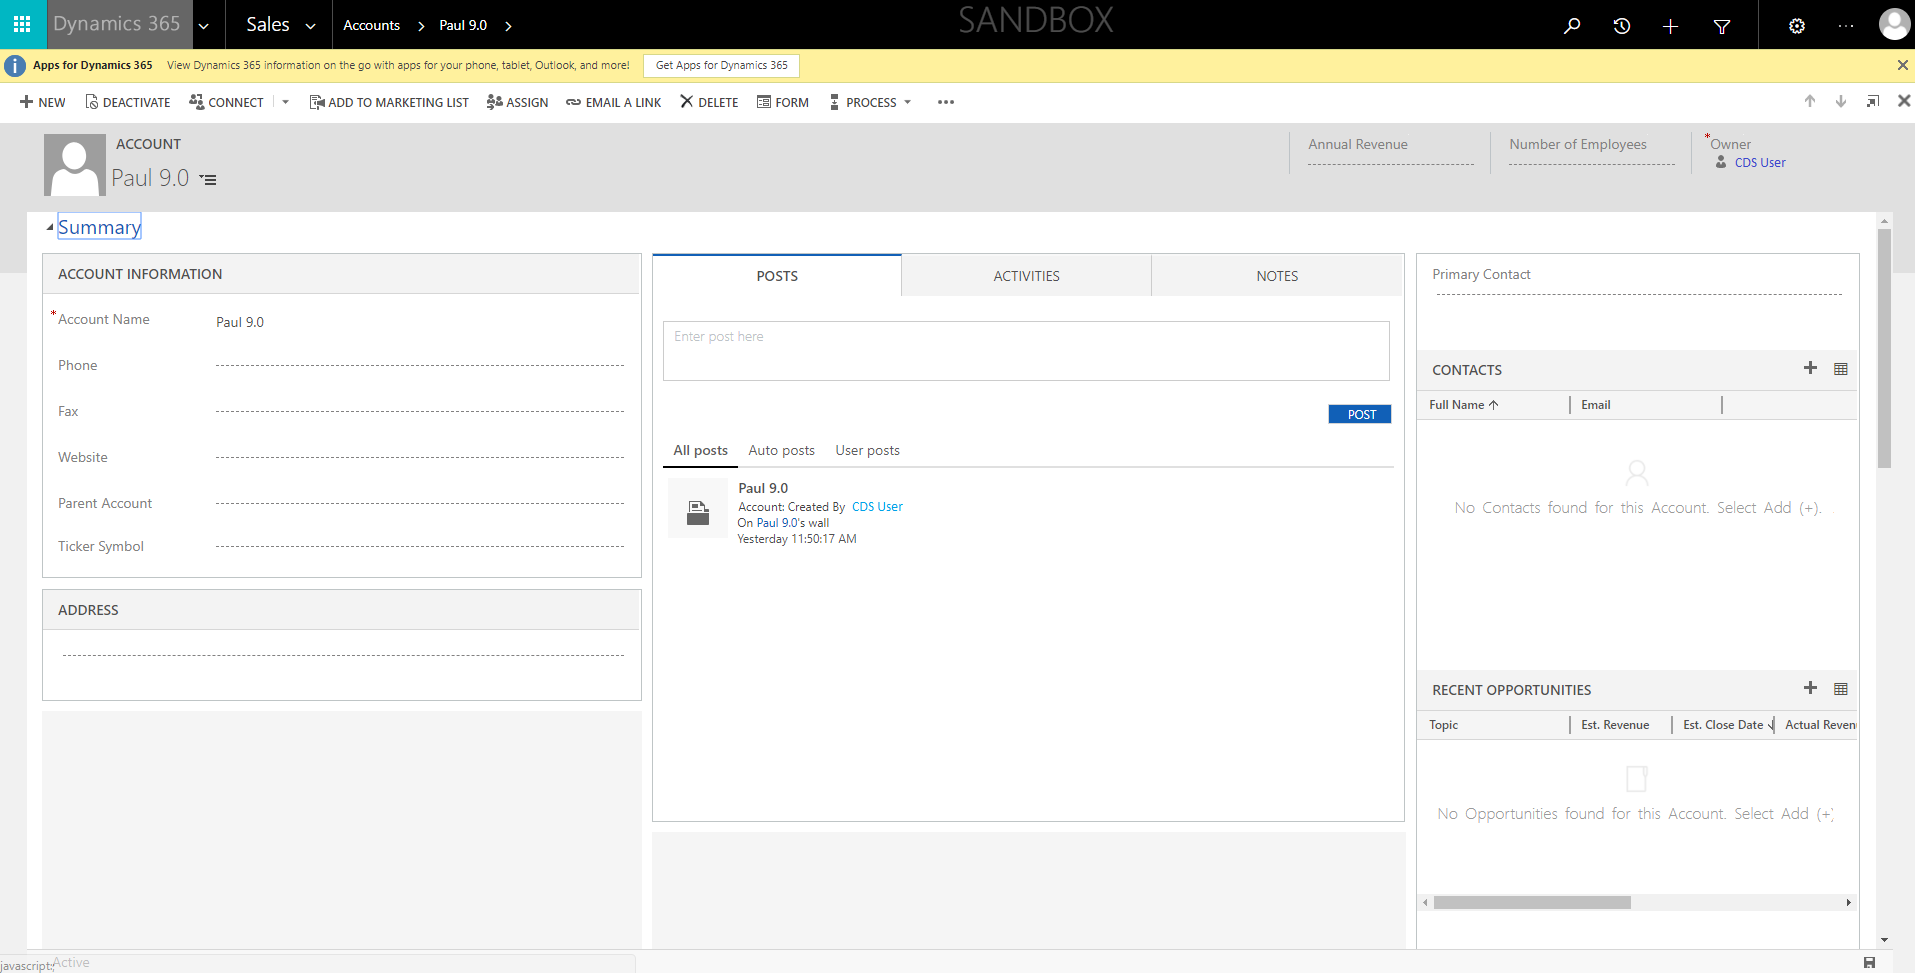 Dynamics 365 Sales Accounts Paul 9.0 SANDBOX
Apps for Dynamics 365 View Dynamics 365 information on the go with apps for your phone, tablet, Outlook, and more! Get Apps for Dynamics 365
NEW DEACTIVATE CONNECT ADD TO MARKETING LIST ASSIGN EMAIL A LINK DELETE FORM PROCESS •••
ACCOUNT
Paul 9.0
Annual Revenue
Number of Employees
*Owner
CDS User
Summary
ACCOUNT INFORMATION
*Account Name Paul 9.0
Phone
Fax
Website
Parent Account
Ticker Symbol
ADDRESS
POSTS ACTIVITIES NOTES
Enter post here
POST
All posts Auto posts User posts
Paul 9.0
Account: Created By CDS User
On Paul 9.0's wall
Yesterday 11:50:17 AM
Primary Contact
CONTACTS
Full Name Email
No Contacts found for this Account. Select Add (+).
RECENT OPPORTUNITIES
Topic Est. Revenue Est. Close Date Actual Reven
No Opportunities found for this Account. Select Add (+)
javascript:
Active